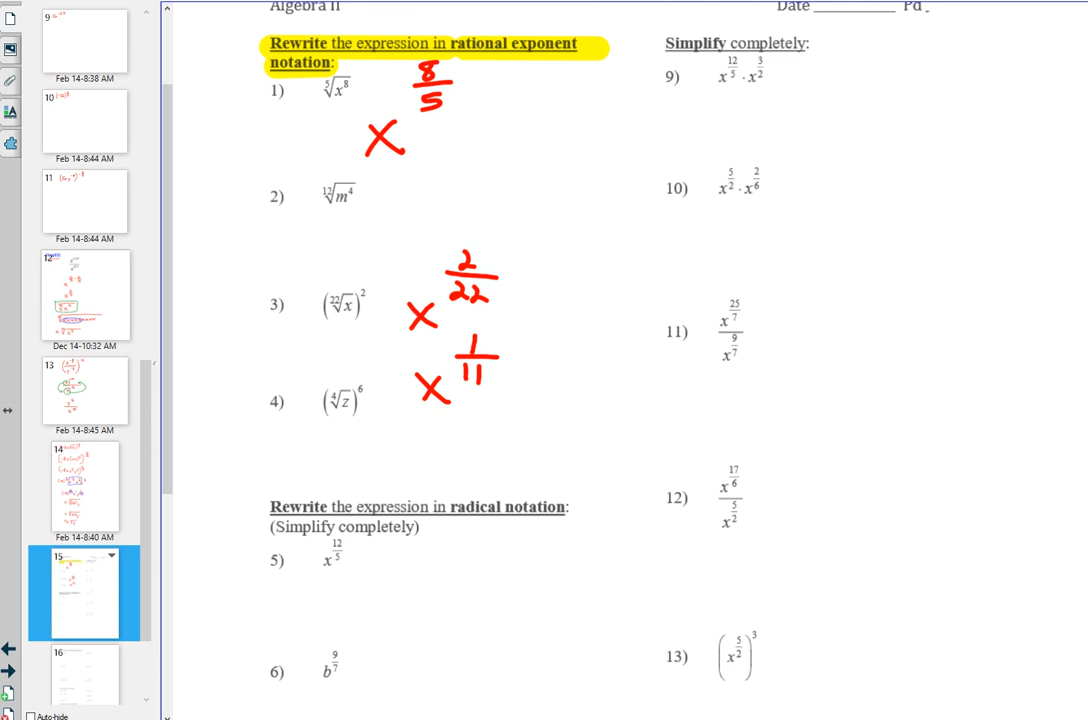 Algebra II
Date __________ Pd.
Rewrite the expression in rational exponent
notation:
1) ⁵√x⁸
x^(8/5)
2) ¹²√m⁴
3) (²²√x)²
x^(2/22)
x^(1/11)
4) (⁴√z)⁶
Rewrite the expression in radical notation:
(Simplify completely)
5) x^(12/5)
6) b^(9/7)
Simplify completely:
9) x^(12/5) · x^(3/2)
10) x^(5/2) · x^(2/6)
11) x^(25/7) / x^(9/7)
12) x^(17/6) / x^(5/2)
13) (x^(5/2))³
9
Feb 14-8:38 AM
10
Feb 14-8:44 AM
11
Feb 14-8:44 AM
12
Dec 14-10:32 AM
13
Feb 14-8:45 AM
14
Feb 14-8:40 AM
15
16
Auto-hide